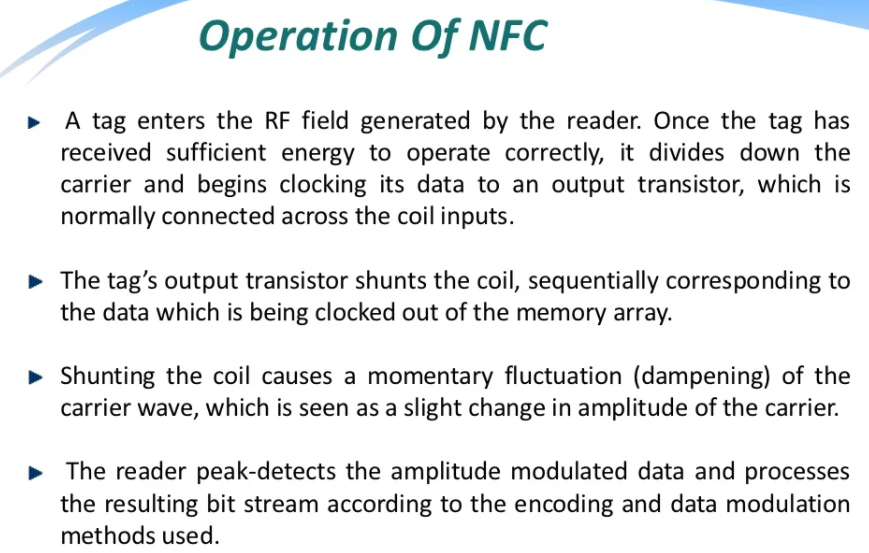 Operation Of NFC
A tag enters the RF field generated by the reader. Once the tag has
received sufficient energy to operate correctly, it divides down the
carrier and begins clocking its data to an output transistor, which is
normally connected across the coil inputs.
The tag’s output transistor shunts the coil, sequentially corresponding to
the data which is being clocked out of the memory array.
Shunting the coil causes a momentary fluctuation (dampening) of the
carrier wave, which is seen as a slight change in amplitude of the carrier.
The reader peak-detects the amplitude modulated data and processes
the resulting bit stream according to the encoding and data modulation
methods used.